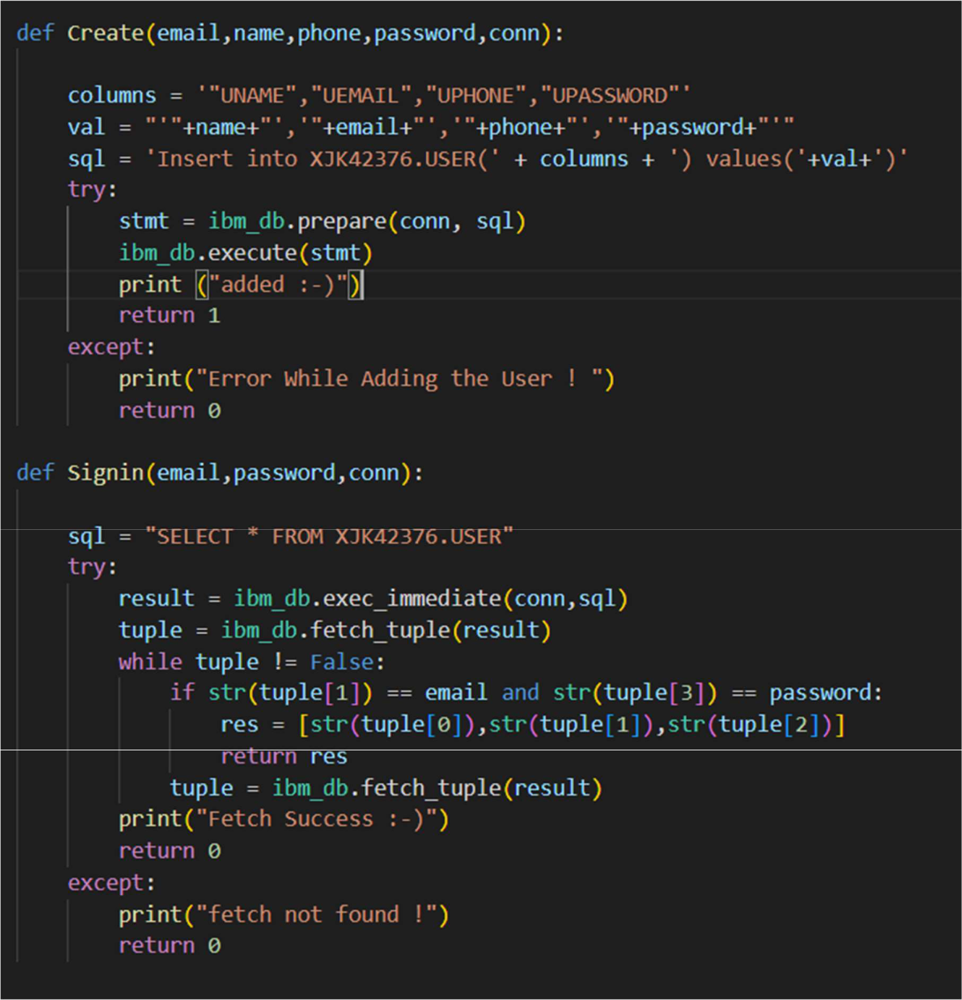 def Create(email,name,phone,password,conn):
columns = '"UNAME","UEMAIL","UPHONE","UPASSWORD"'
val = "'"+name+"','"+email+"','"+phone+"','"+password+"'"
sql = 'Insert into XJK42376.USER(' + columns + ') values('+val+')'
try:
stmt = ibm_db.prepare(conn, sql)
ibm_db.execute(stmt)
print ("added :-)")
return 1
except:
print("Error While Adding the User ! ")
return 0
def Signin(email,password,conn):
sql = "SELECT * FROM XJK42376.USER"
try:
result = ibm_db.exec_immediate(conn,sql)
tuple = ibm_db.fetch_tuple(result)
while tuple != False:
if str(tuple[1]) == email and str(tuple[3]) == password:
res = [str(tuple[0]),str(tuple[1]),str(tuple[2])]
return res
tuple = ibm_db.fetch_tuple(result)
print("Fetch Success :-)")
return 0
except:
print("fetch not found !")
return 0